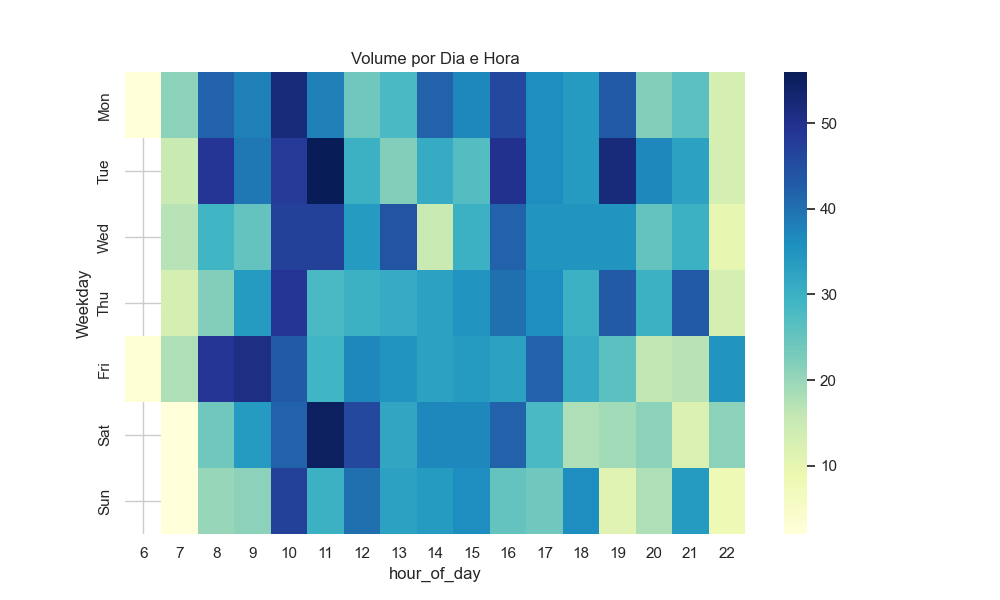 Volume por Dia e Hora
Weekday
Mon
Tue
Wed
Thu
Fri
Sat
Sun
6 7 8 9 10 11 12 13 14 15 16 17 18 19 20 21 22
hour_of_day
50
40
30
20
10